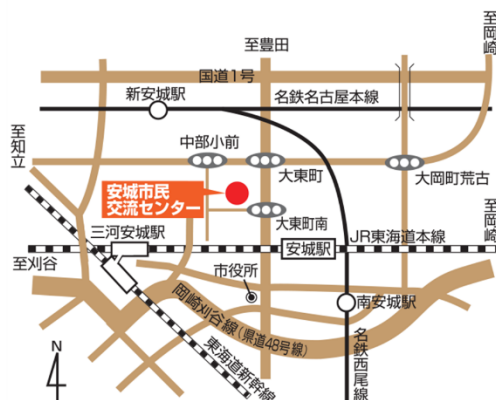 至豊田
至岡崎
国道1号
新安城駅
名鉄名古屋本線
至知立
中部小前
大東町
大岡町荒古
安城市民
交流センター
大東町南
至岡崎
三河安城駅
安城駅
JR東海道本線
至刈谷
市役所
南安城駅
岡崎刈谷線(県道48号線)
東海道新幹線
名鉄西尾線
N
4